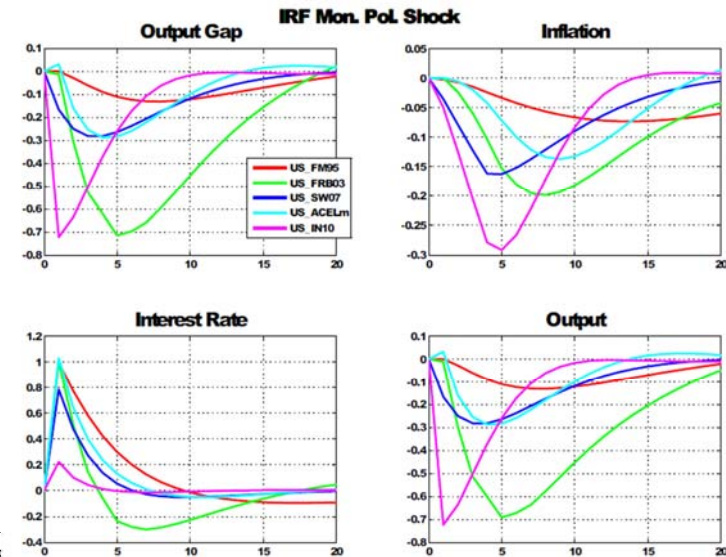 IRF Mon. Pol. Shock
Output Gap
0.1
0
-0.1
-0.2
-0.3
-0.4
-0.5
-0.6
-0.7
-0.8
0 5 10 15 20
US_FM95
US_FRB03
US_SW07
US_ACELm
US_IN10
Inflation
0.05
0
-0.05
-0.1
-0.15
-0.2
-0.25
-0.3
0 5 10 15 20
Interest Rate
1.2
1
0.8
0.6
0.4
0.2
0
-0.2
-0.4
0 5 10 15 20
Output
0.1
0
-0.1
-0.2
-0.3
-0.4
-0.5
-0.6
-0.7
-0.8
0 5 10 15 20